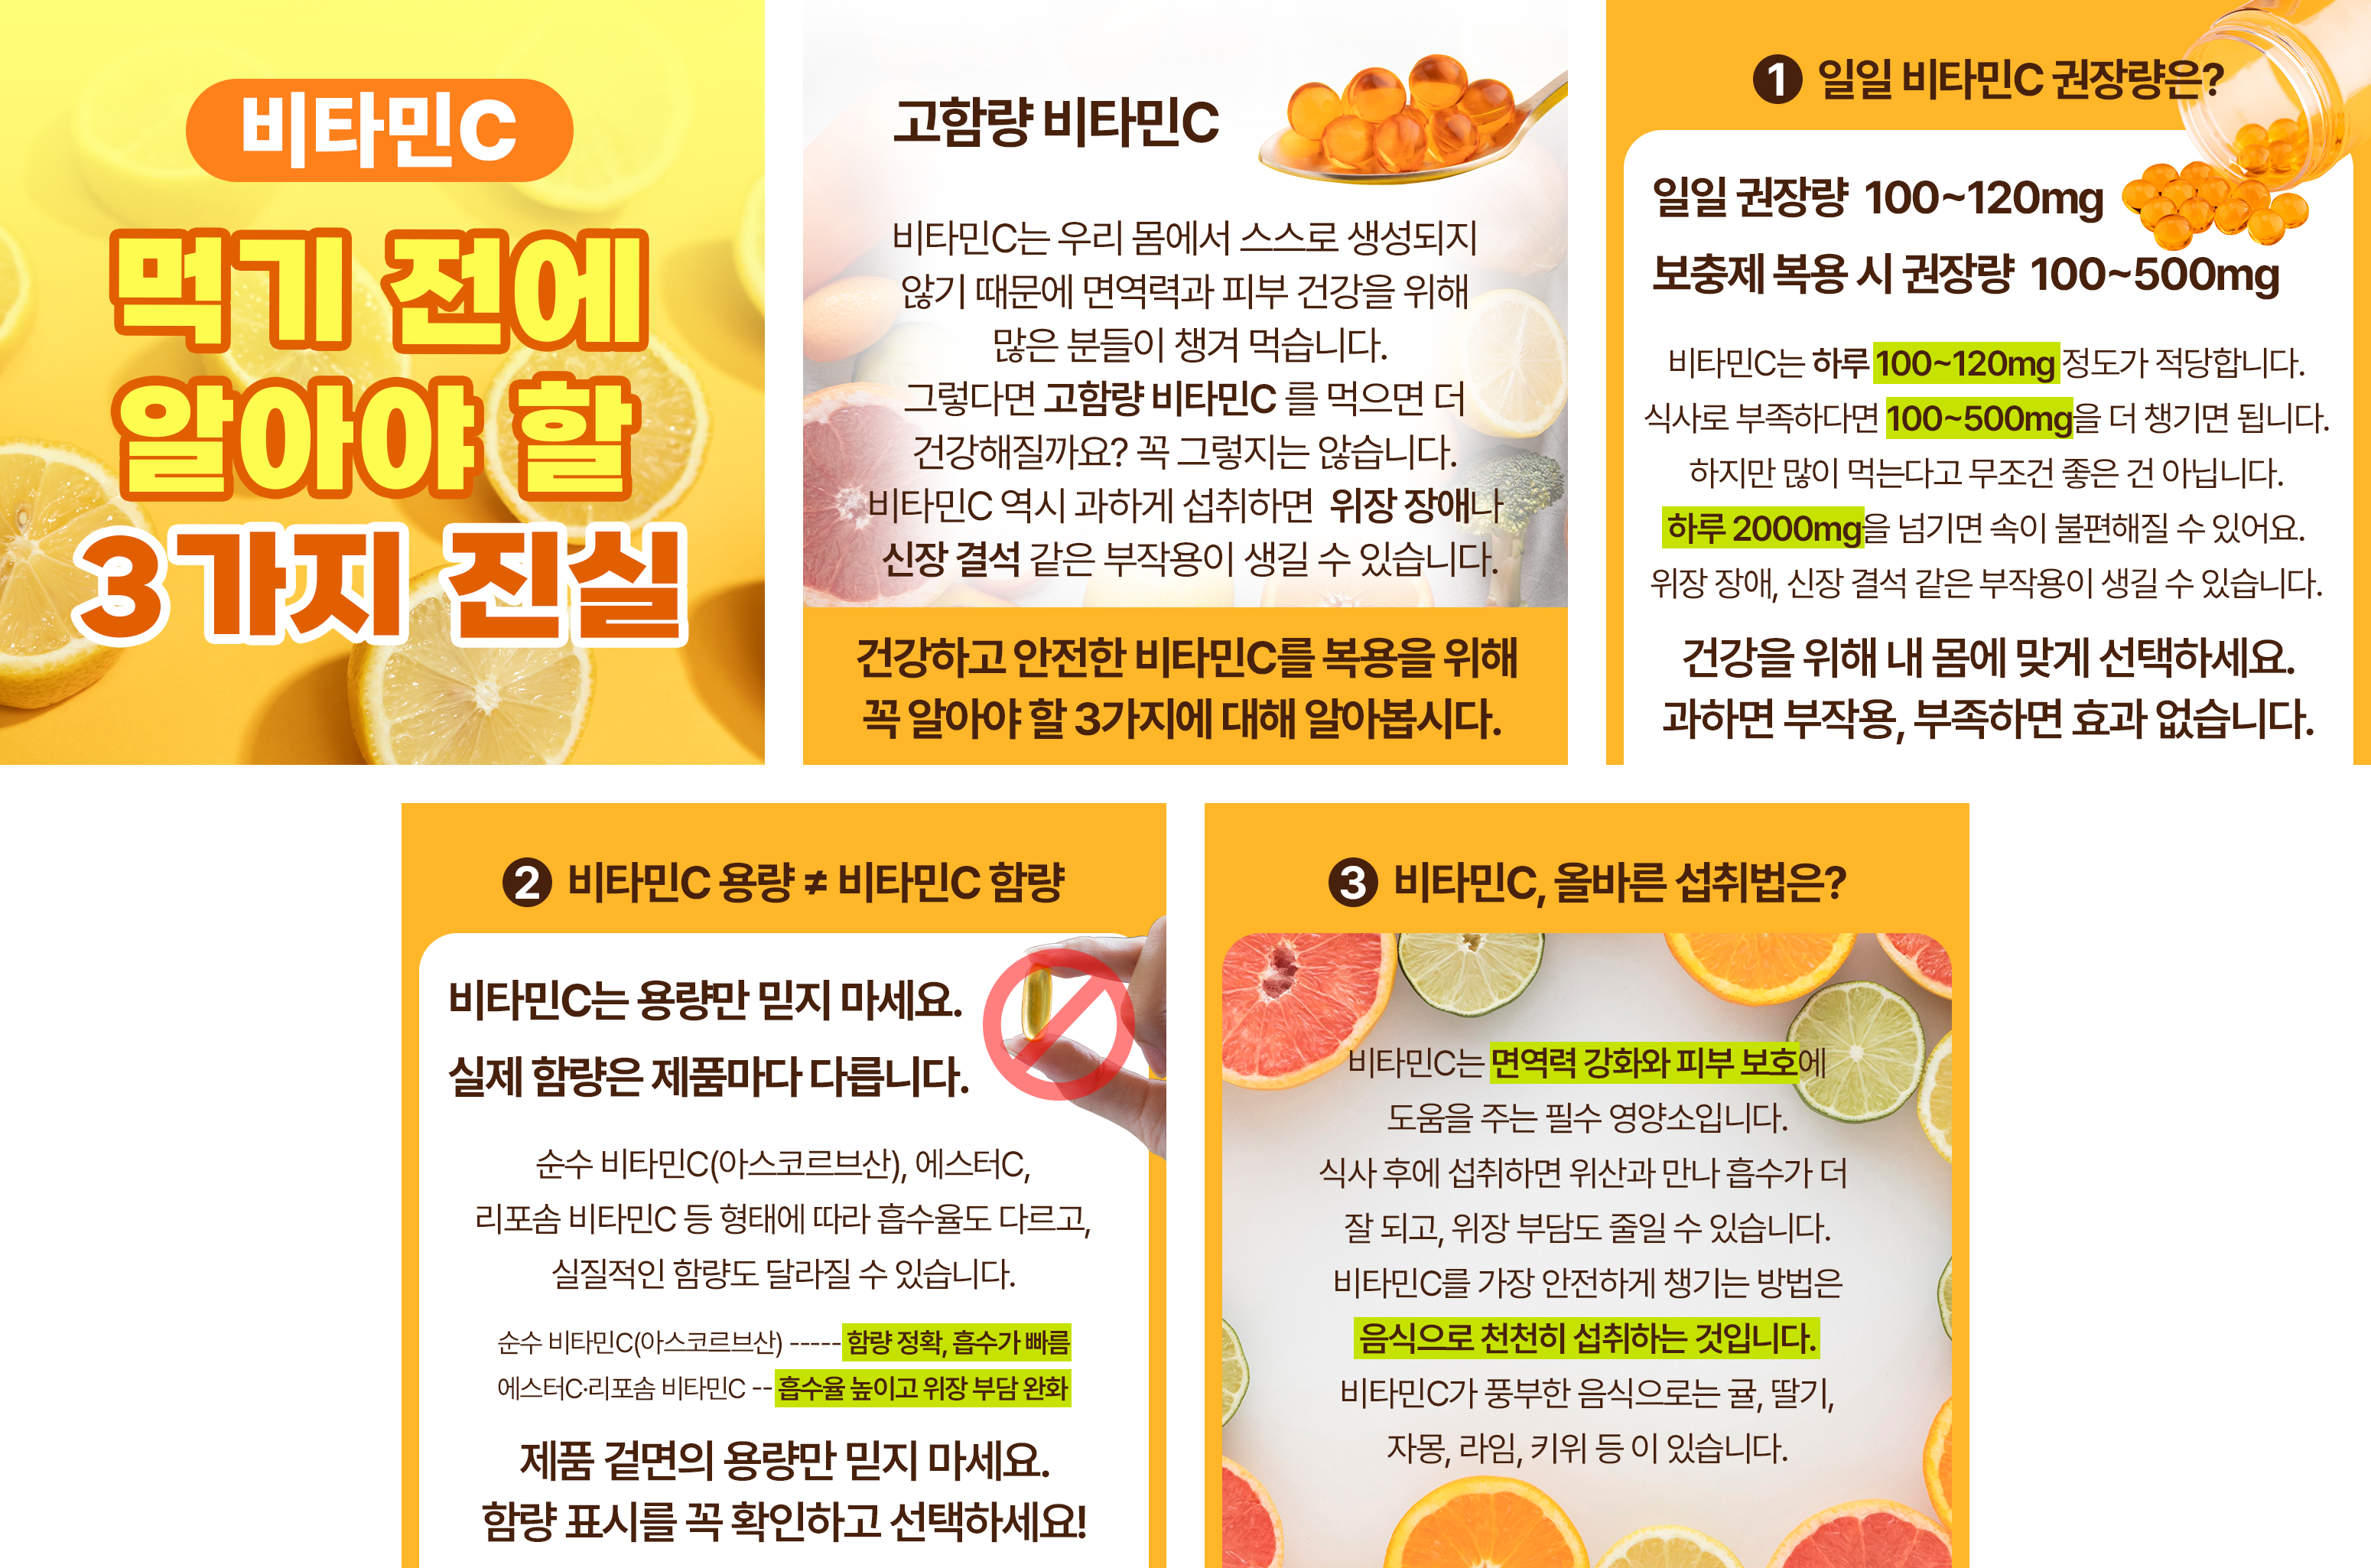 비타민C
먹기 전에
알아야 할
3가지 진실
고함량 비타민C
비타민C는 우리 몸에서 스스로 생성되지
않기 때문에 면역력과 피부 건강을 위해
많은 분들이 챙겨 먹습니다.
그렇다면 고함량 비타민C 를 먹으면 더
건강해질까요? 꼭 그렇지는 않습니다.
비타민C 역시 과하게 섭취하면 위장 장애나
신장 결석 같은 부작용이 생길 수 있습니다.
건강하고 안전한 비타민C를 복용을 위해
꼭 알아야 할 3가지에 대해 알아봅시다.
1 일일 비타민C 권장량은?
일일 권장량 100~120mg
보충제 복용 시 권장량 100~500mg
비타민C는 하루 100~120mg 정도가 적당합니다.
식사로 부족하다면 100~500mg을 더 챙기면 됩니다.
하지만 많이 먹는다고 무조건 좋은 건 아닙니다.
하루 2000mg을 넘기면 속이 불편해질 수 있어요.
위장 장애, 신장 결석 같은 부작용이 생길 수 있습니다.
건강을 위해 내 몸에 맞게 선택하세요.
과하면 부작용, 부족하면 효과 없습니다.
2 비타민C 용량 ≠ 비타민C 함량
비타민C는 용량만 믿지 마세요.
실제 함량은 제품마다 다릅니다.
순수 비타민C(아스코르브산), 에스터C,
리포솜 비타민C 등 형태에 따라 흡수율도 다르고,
실질적인 함량도 달라질 수 있습니다.
순수 비타민C(아스코르브산) ----- 함량 정확, 흡수가 빠름
에스터C·리포솜 비타민C -- 흡수율 높이고 위장 부담 완화
제품 겉면의 용량만 믿지 마세요.
함량 표시를 꼭 확인하고 선택하세요!
3 비타민C, 올바른 섭취법은?
비타민C는 면역력 강화와 피부 보호에
도움을 주는 필수 영양소입니다.
식사 후에 섭취하면 위산과 만나 흡수가 더
잘 되고, 위장 부담도 줄일 수 있습니다.
비타민C를 가장 안전하게 챙기는 방법은
음식으로 천천히 섭취하는 것입니다.
비타민C가 풍부한 음식으로는 귤, 딸기,
자몽, 라임, 키위 등 이 있습니다.